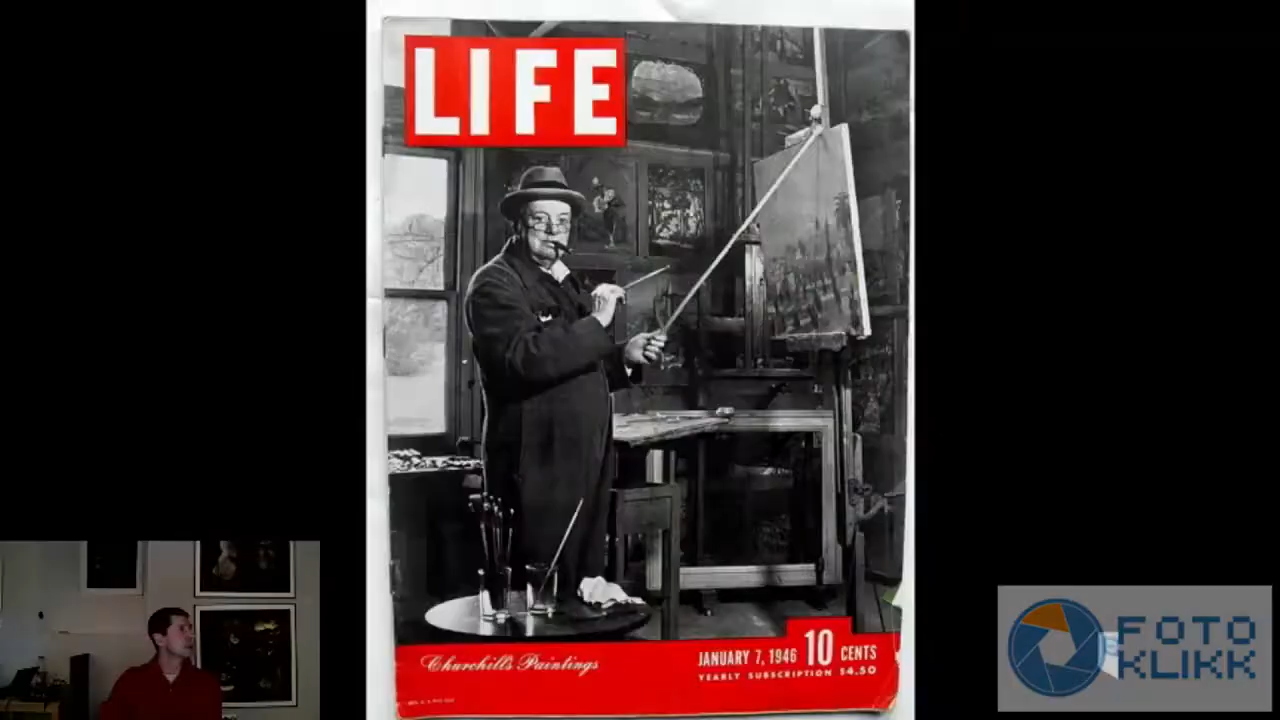 LIFE
Churchill's Paintings
JANUARY 7, 1946 10 CENTS
YEARLY SUBSCRIPTION $4.50
FOTO
KLIKK